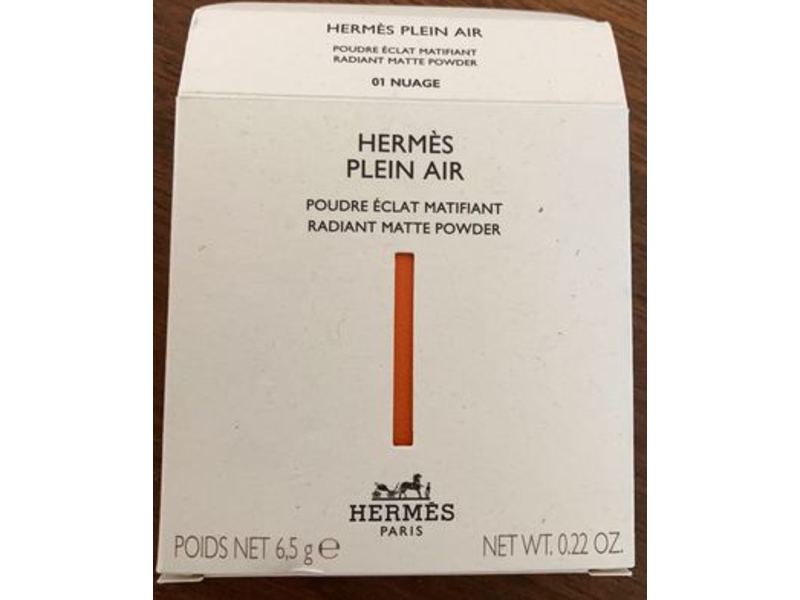 HERMÈS PLEIN AIR
POUDRE ÉCLAT MATIFIANT
RADIANT MATTE POWDER
01 NUAGE
HERMÈS
PLEIN AIR
POUDRE ÉCLAT MATIFIANT
RADIANT MATTE POWDER
HERMÈS
PARIS
POIDS NET 6,5 g ℮ NET WT. 0.22 OZ.